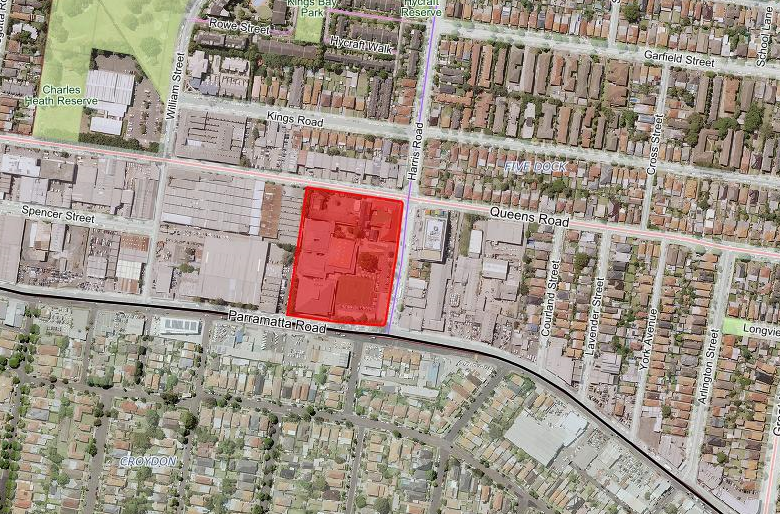 Kings Bay
Park
Hycraft
Reserve
Rowe Street
Hycraft Walk
School Lane
Garfield Street
Charles
Heath Reserve
William Street
Kings Road
Harris Road
Cross Street
FIVE DOCK
Spencer Street
Queens Road
Courland Street
Lavender Street
York Avenue
Arlington Street
Longvie
Parramatta Road
CROYDON